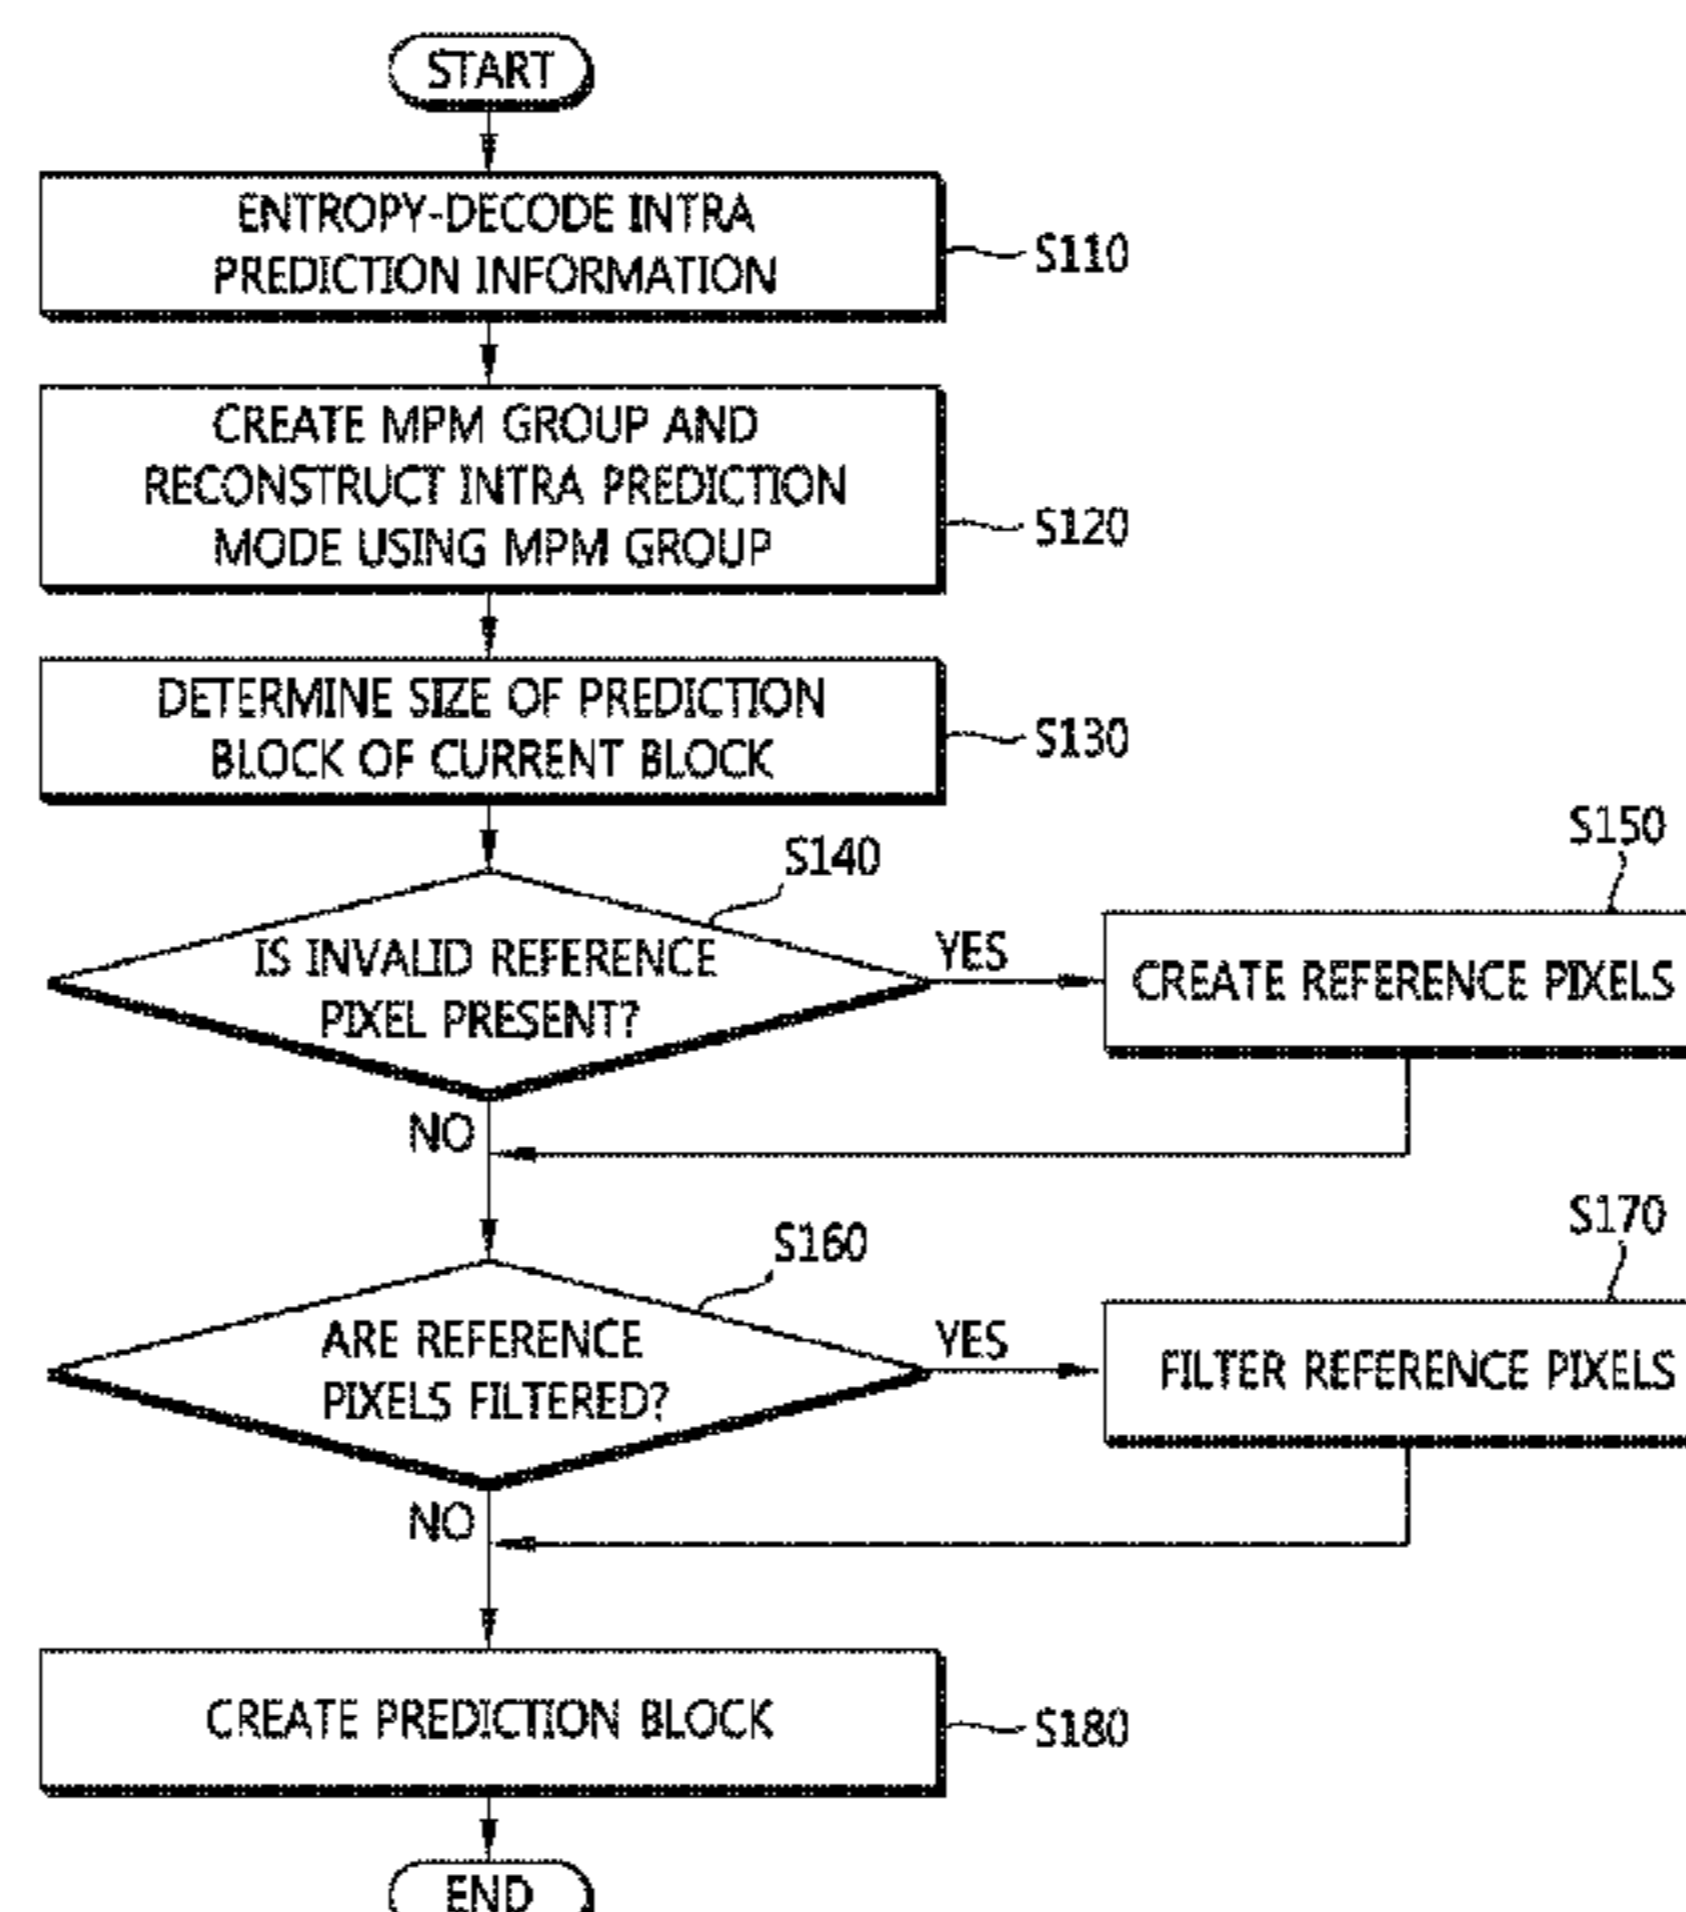 START
ENTROPY-DECODE INTRA
PREDICTION INFORMATION
S110
CREATE MPM GROUP AND
RECONSTRUCT INTRA PREDICTION
MODE USING MPM GROUP
S120
DETERMINE SIZE OF PREDICTION
BLOCK OF CURRENT BLOCK
S130
S140
IS INVALID REFERENCE
PIXEL PRESENT?
YES
S150
CREATE REFERENCE PIXELS
NO
S160
ARE REFERENCE
PIXELS FILTERED?
YES
S170
FILTER REFERENCE PIXELS
NO
CREATE PREDICTION BLOCK
S180
END